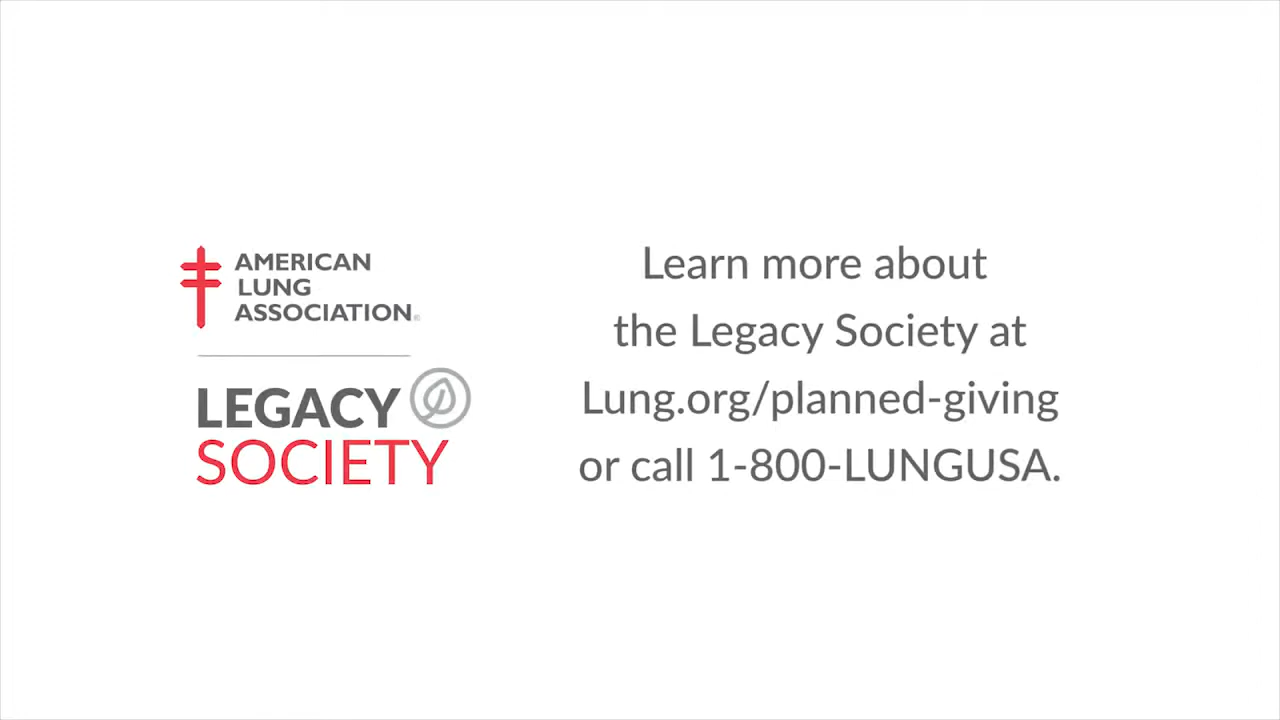 AMERICAN
LUNG
ASSOCIATION®
LEGACY
SOCIETY
Learn more about
the Legacy Society at
Lung.org/planned-giving
or call 1-800-LUNGUSA.